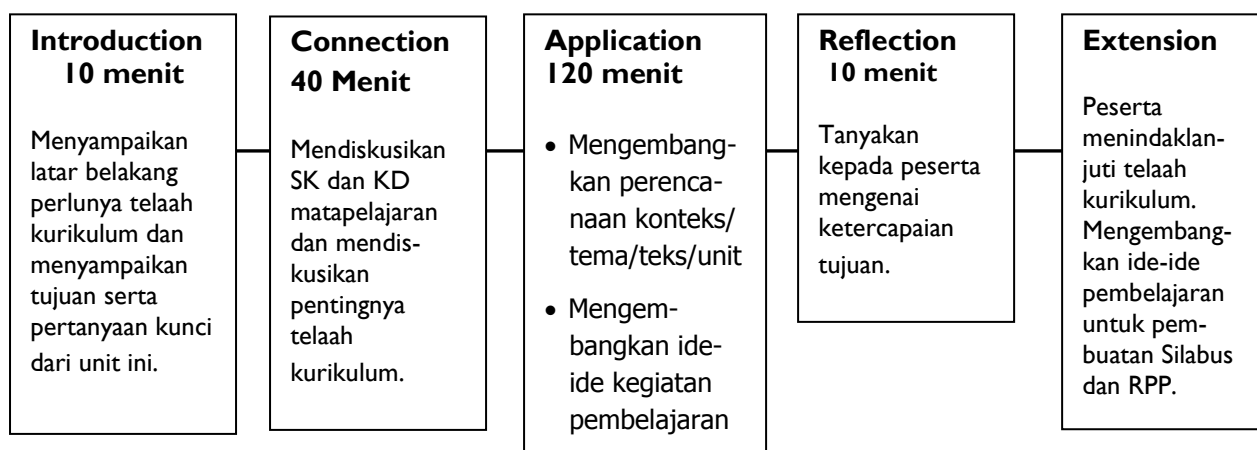 Introduction
10 menit
Menyampaikan
latar belakang
perlunya telaah
kurikulum dan
menyampaikan
tujuan serta
pertanyaan kunci
dari unit ini.
Connection
40 Menit
Mendiskusikan
SK dan KD
matapelajaran
dan mendis-
kusikan
pentingnya
telaah
kurikulum.
Application
120 menit
• Mengembang-
kan perenca-
naan konteks/
tema/teks/unit
• Mengem-
bangkan ide-
ide kegiatan
pembelajaran
Reflection
10 menit
Tanyakan
kepada peserta
mengenai
ketercapaian
tujuan.
Extension
Peserta
menindaklan-
juti telaah
kurikulum.
Mengembang-
kan ide-ide
pembelajaran
untuk pem-
buatan Silabus
dan RPP.